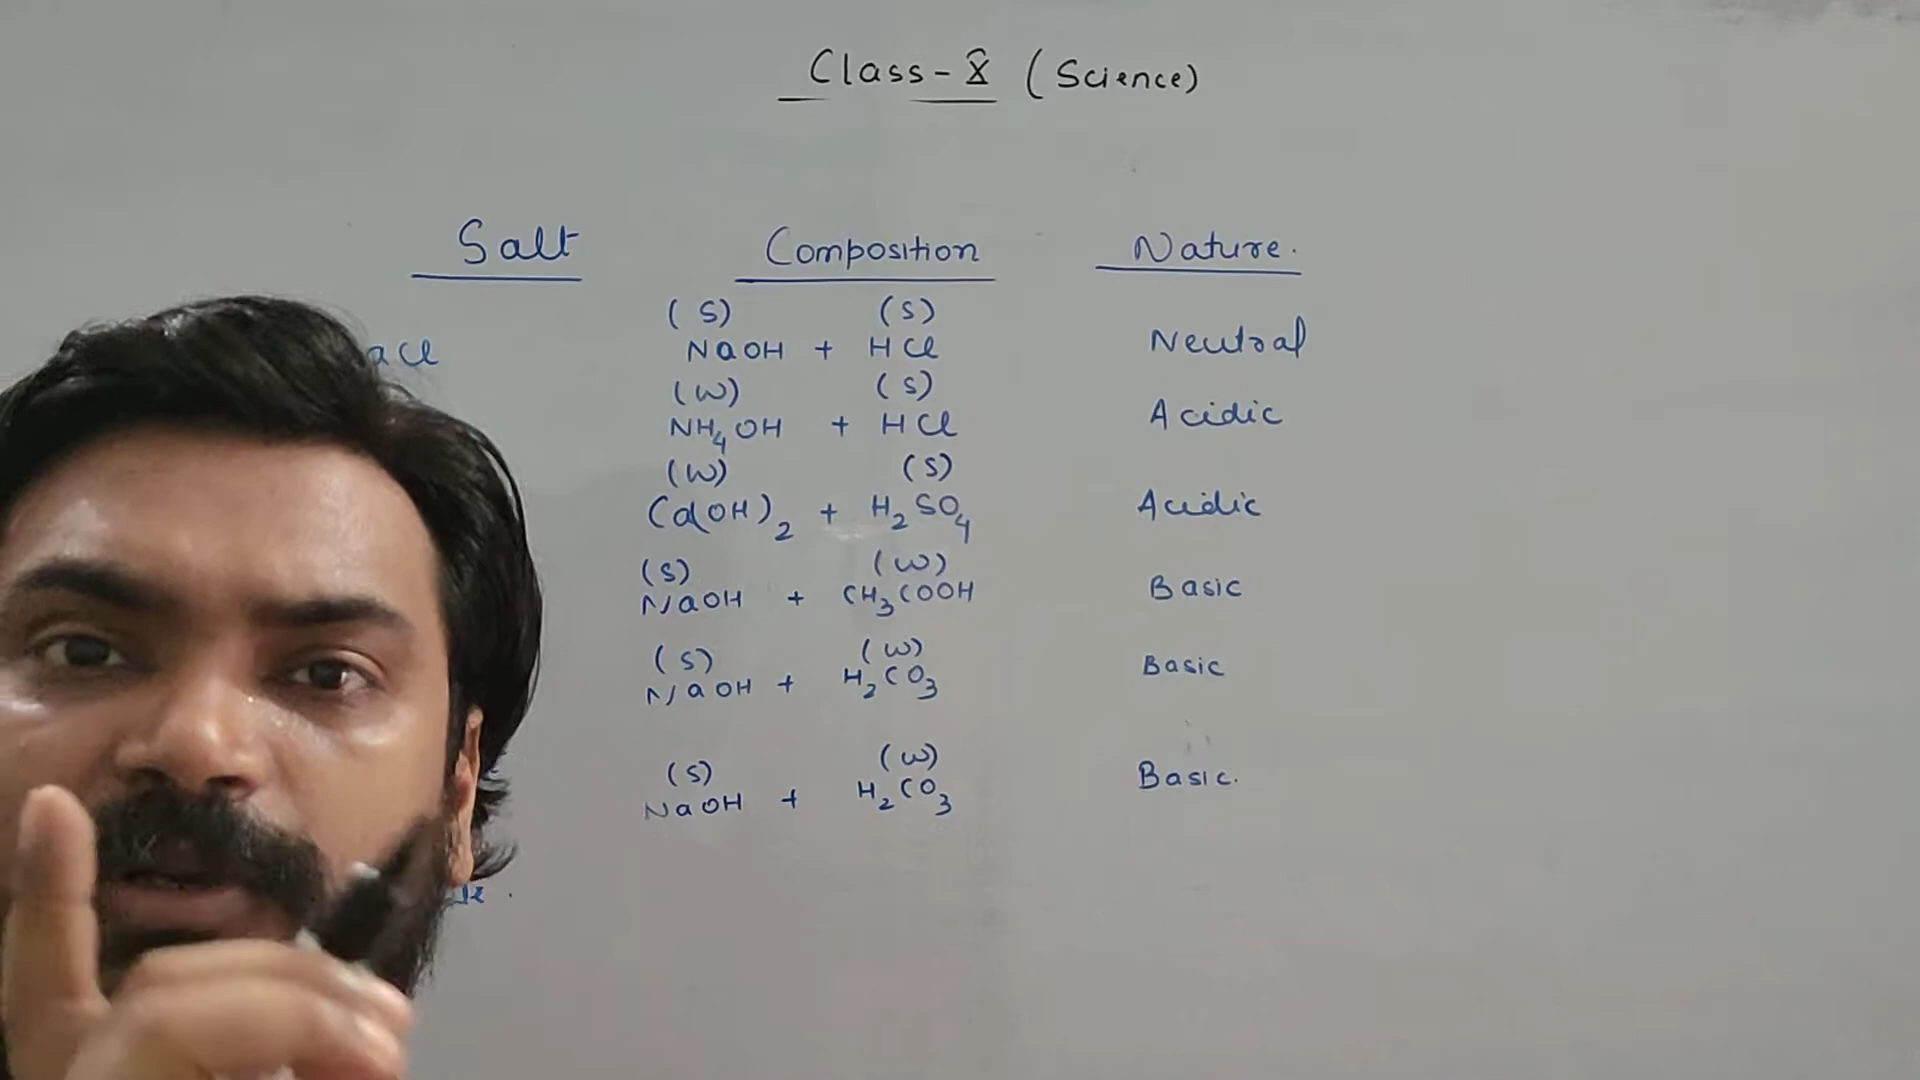 Class-X (Science)
Salt Composition Nature.
(S) (S)
acl NaOH + HCl Neutral
(W) (S)
NH4OH + HCl Acidic
(W) (S)
Ca(OH)2 + H2SO4 Acidic
(S) (W)
NaOH + CH3COOH Basic
(S) (W)
NaOH + H2CO3 Basic
(S) (W)
NaOH + H2CO3 Basic.